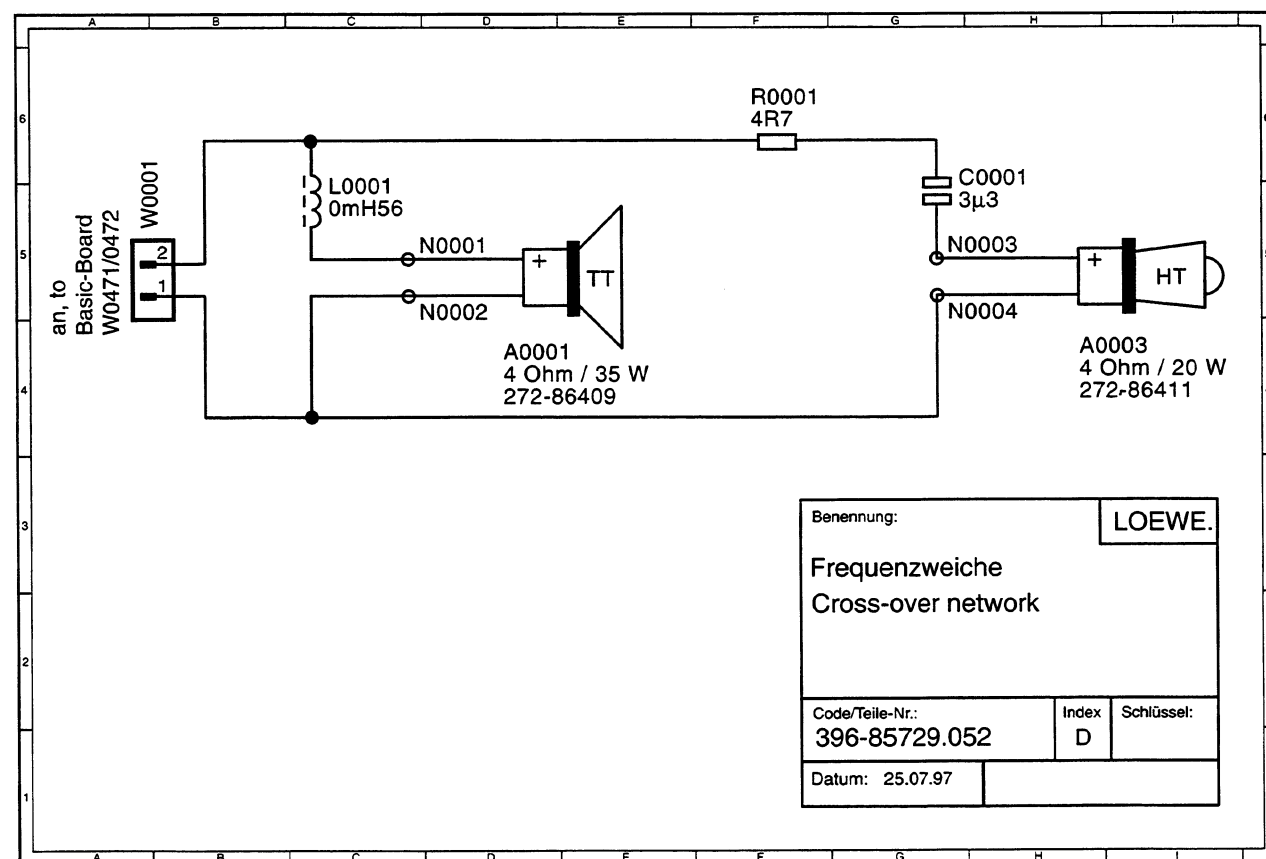 A B C D E F G H I
6
5
4
3
2
1
R0001
4R7
W0001
an, to
Basic-Board
W0471/0472
2
1
L0001
0mH56
C0001
3µ3
N0001
N0002
+
TT
N0003
N0004
+
HT
A0001
4 Ohm / 35 W
272-86409
A0003
4 Ohm / 20 W
272-86411
Benennung:
LOEWE.
Frequenzweiche
Cross-over network
Code/Teile-Nr.:
396-85729.052
Index
D
Schlüssel:
Datum: 25.07.97
A B C D E F G H I